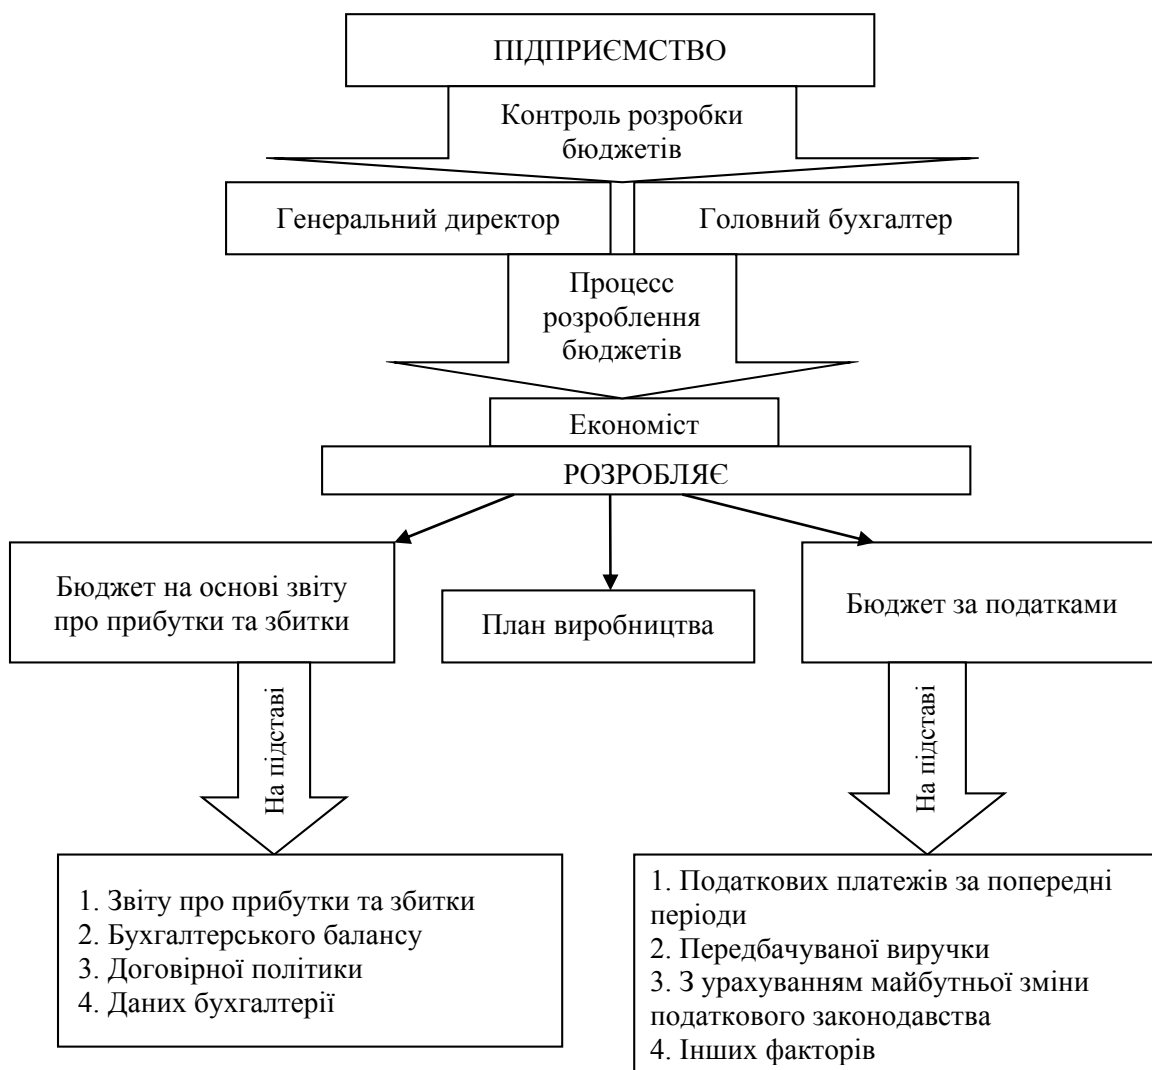 ПІДПРИЄМСТВО
Контроль розробки
бюджетів
Генеральний директор
Головний бухгалтер
Процесс
розроблення
бюджетів
Економіст
РОЗРОБЛЯЄ
Бюджет на основі звіту
про прибутки та збитки
План виробництва
Бюджет за податками
На підставі
На підставі
1. Звіту про прибутки та збитки
2. Бухгалтерського балансу
3. Договірної політики
4. Даних бухгалтерії
1. Податкових платежів за попередні
періоди
2. Передбачуваної виручки
3. З урахуванням майбутньої зміни
податкового законодавства
4. Інших факторів